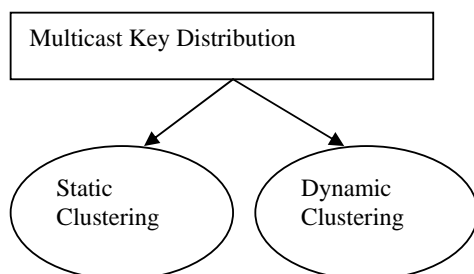 Multicast Key Distribution
Static
Clustering
Dynamic
Clustering